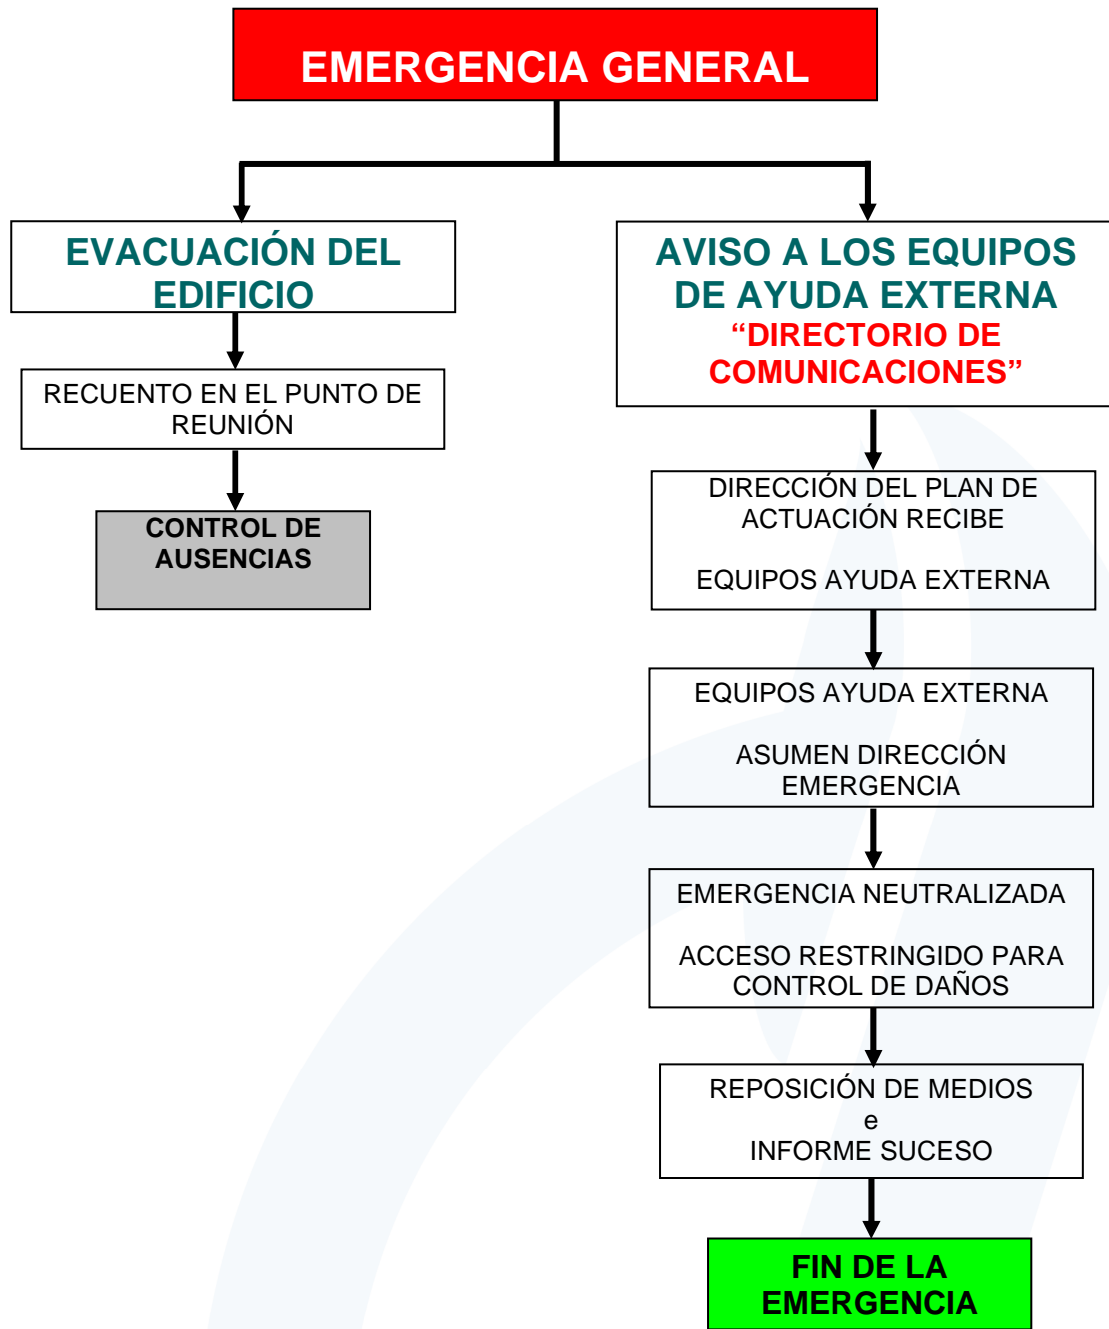 EMERGENCIA GENERAL
EVACUACIÓN DEL
EDIFICIO
RECUENTO EN EL PUNTO DE
REUNIÓN
CONTROL DE
AUSENCIAS
AVISO A LOS EQUIPOS
DE AYUDA EXTERNA
“DIRECTORIO DE
COMUNICACIONES”
DIRECCIÓN DEL PLAN DE
ACTUACIÓN RECIBE
EQUIPOS AYUDA EXTERNA
EQUIPOS AYUDA EXTERNA
ASUMEN DIRECCIÓN
EMERGENCIA
EMERGENCIA NEUTRALIZADA
ACCESO RESTRINGIDO PARA
CONTROL DE DAÑOS
REPOSICIÓN DE MEDIOS
e
INFORME SUCESO
FIN DE LA
EMERGENCIA